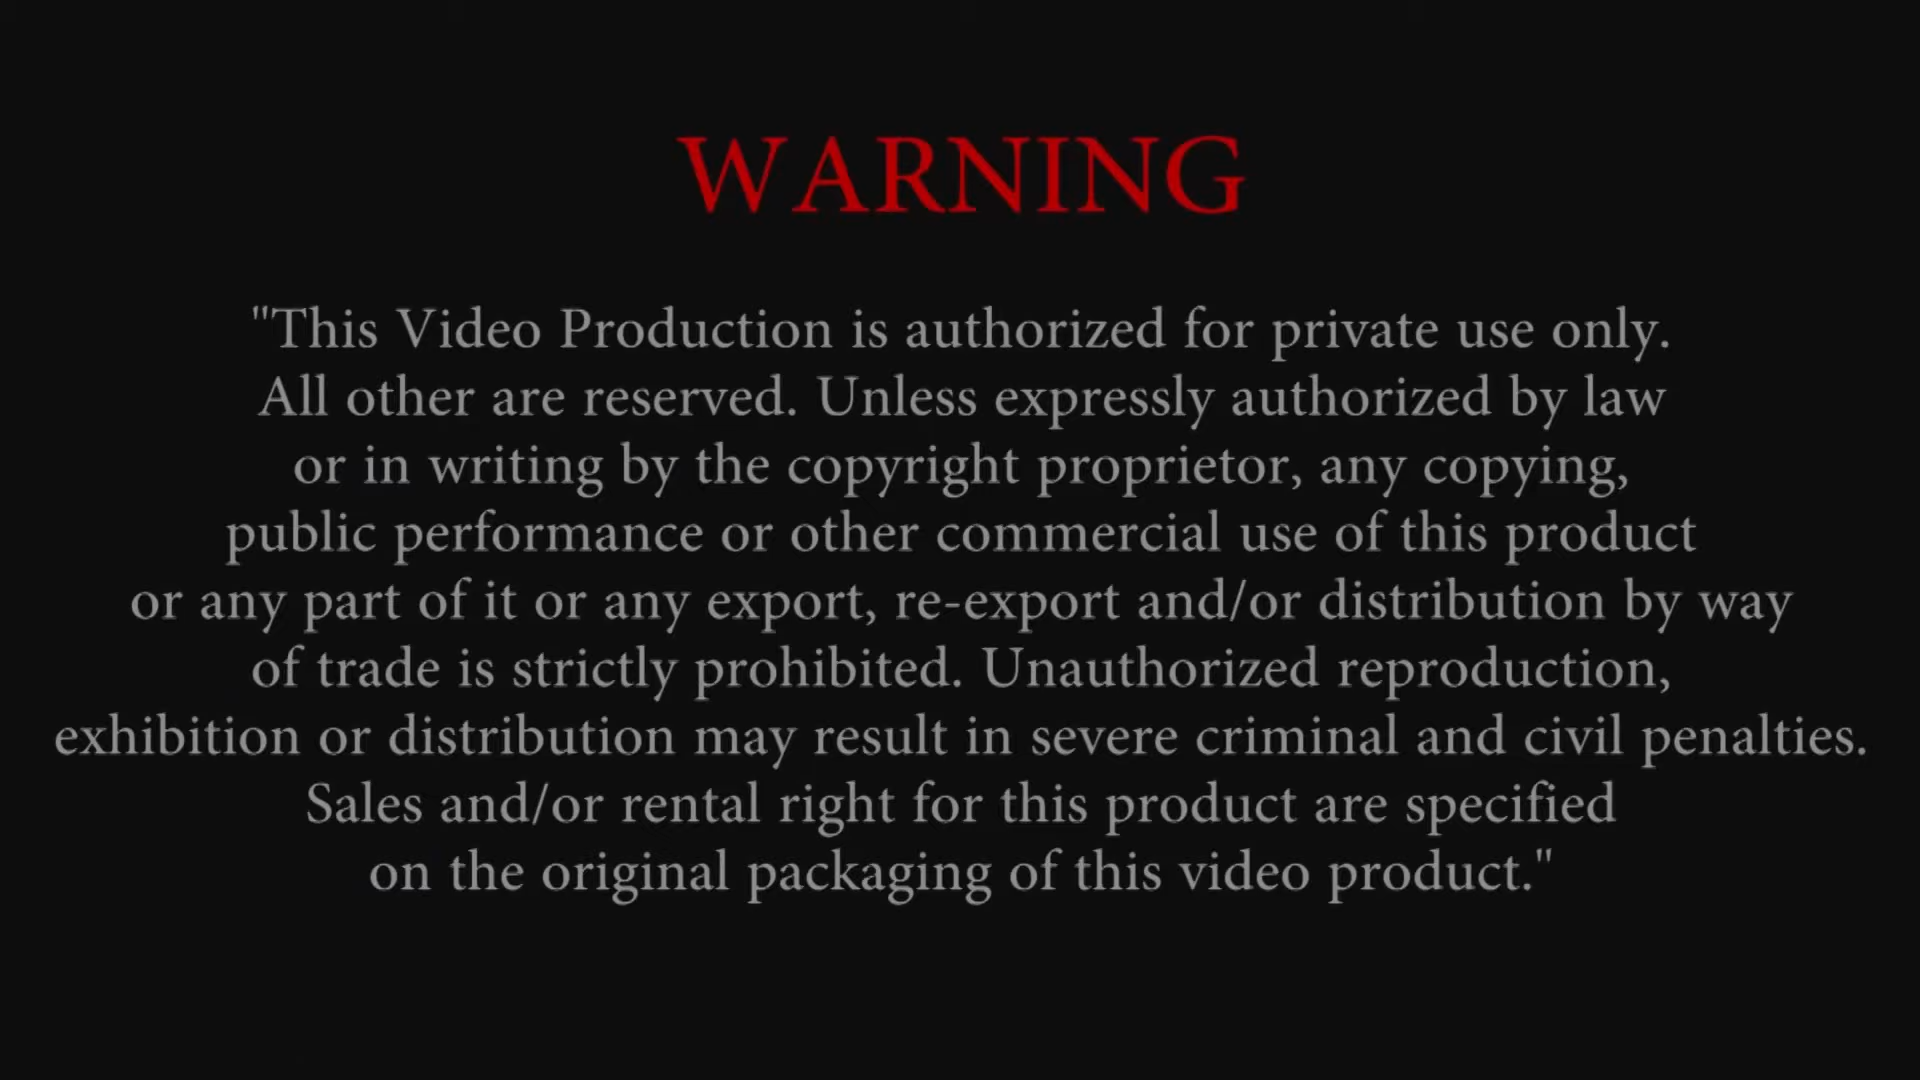 WARNING
"This Video Production is authorized for private use only.
All other are reserved. Unless expressly authorized by law
or in writing by the copyright proprietor, any copying,
public performance or other commercial use of this product
or any part of it or any export, re-export and/or distribution by way
of trade is strictly prohibited. Unauthorized reproduction,
exhibition or distribution may result in severe criminal and civil penalties.
Sales and/or rental right for this product are specified
on the original packaging of this video product."